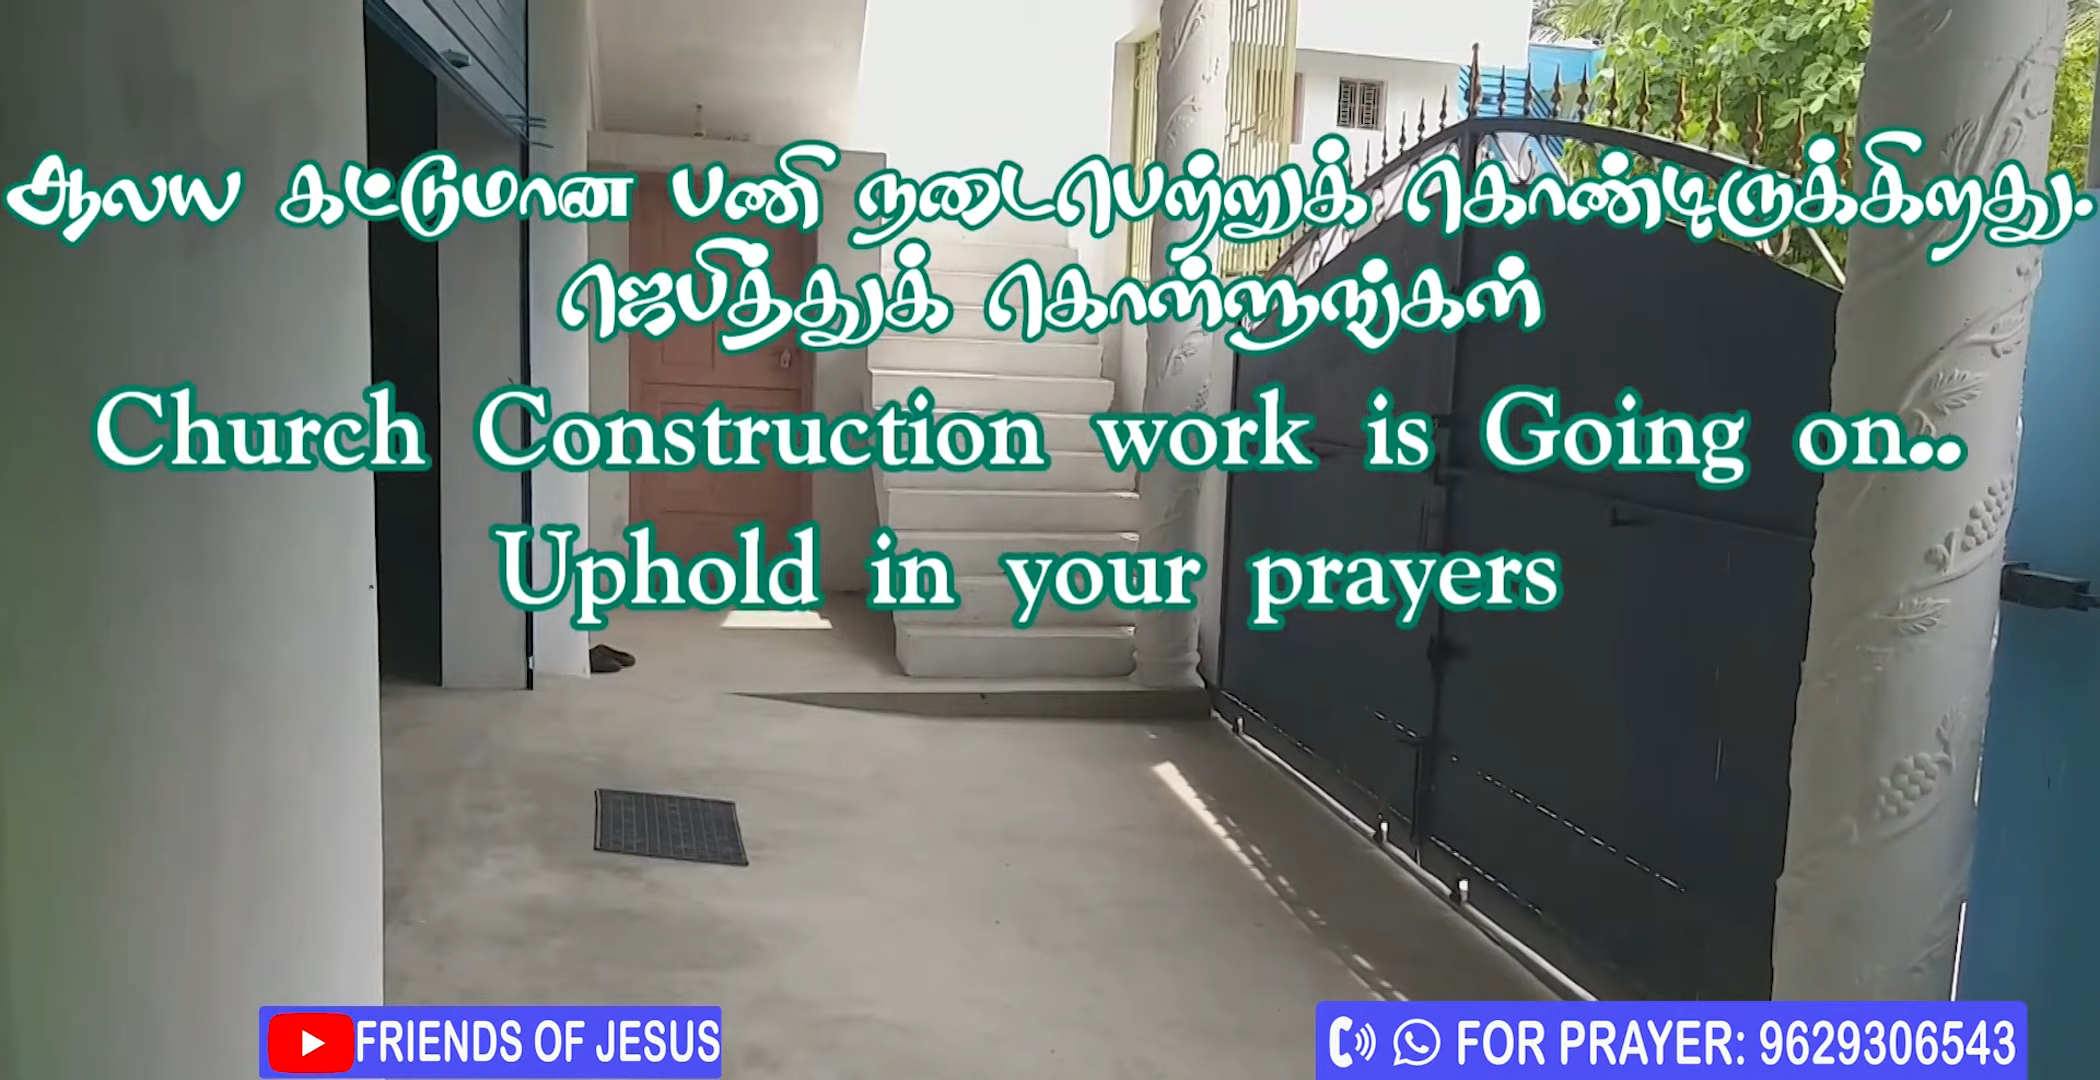 ஆலய கட்டுமான பணி நடைபெற்றுக் கொண்டிருக்கிறது.
ஜெபித்துக் கொள்ளுங்கள்
Church Construction work is Going on..
Uphold in your prayers
FRIENDS OF JESUS
FOR PRAYER: 9629306543